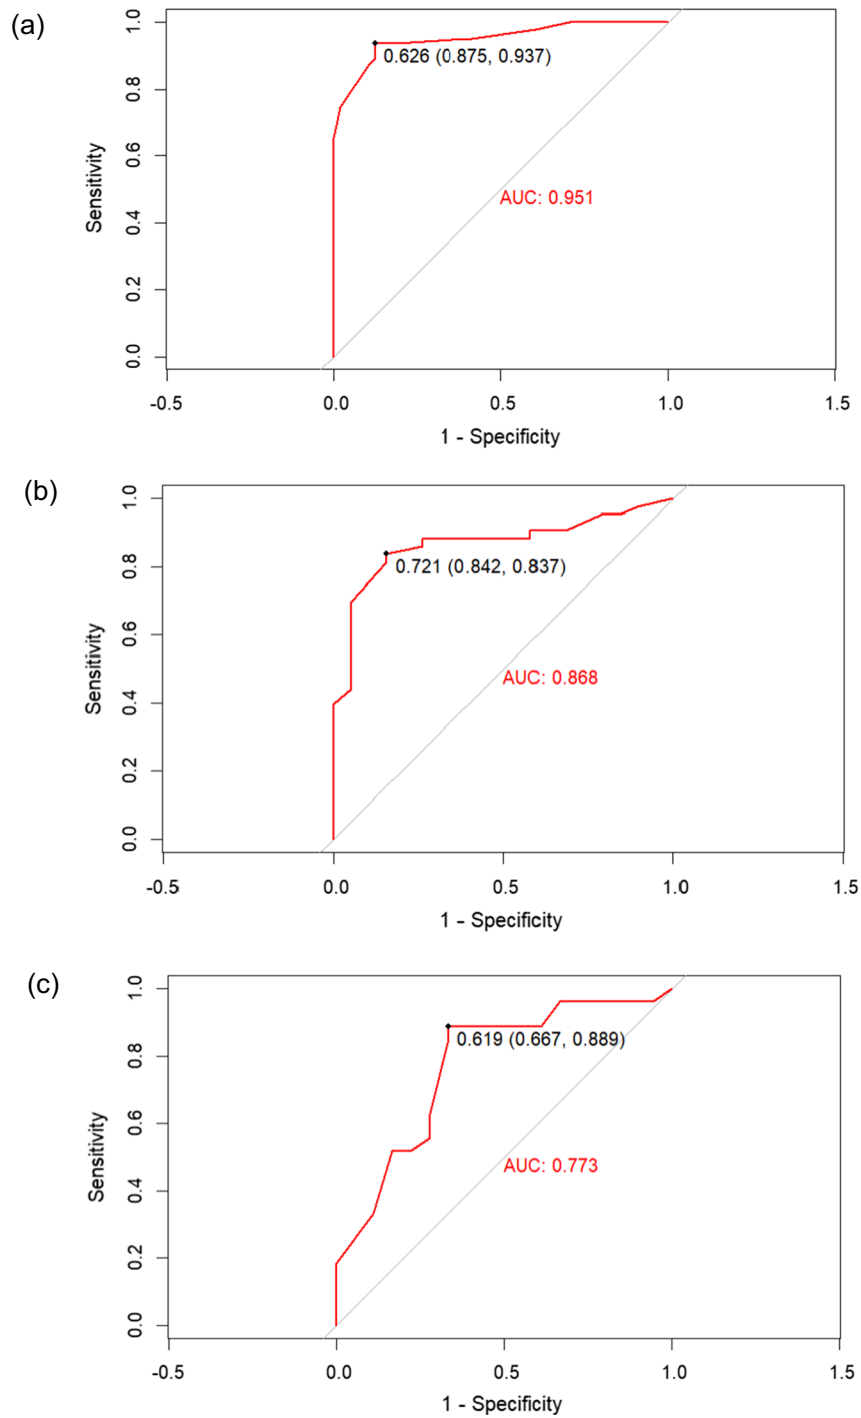 (a)
1.0
0.8
0.6
0.4
0.2
0.0
Sensitivity
0.626 (0.875, 0.937)
AUC: 0.951
-0.5 0.0 0.5 1.0 1.5
1 - Specificity
(b)
1.0
0.8
0.6
0.4
0.2
0.0
Sensitivity
0.721 (0.842, 0.837)
AUC: 0.868
-0.5 0.0 0.5 1.0 1.5
1 - Specificity
(c)
1.0
0.8
0.6
0.4
0.2
0.0
Sensitivity
0.619 (0.667, 0.889)
AUC: 0.773
-0.5 0.0 0.5 1.0 1.5
1 - Specificity